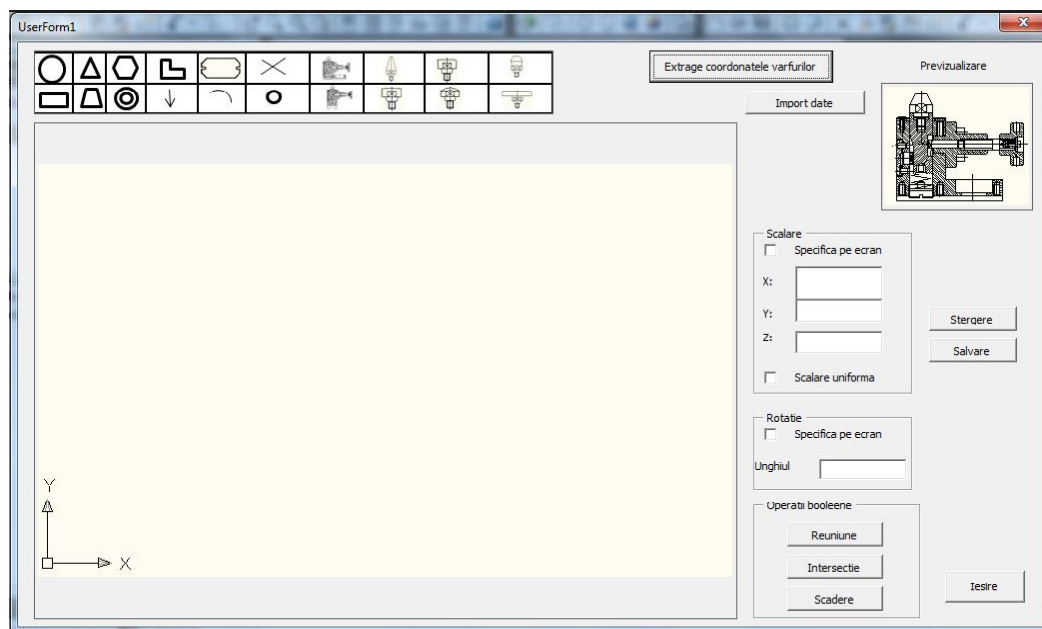 UserForm1
Extrage coordonatele varfurilor
Previzualizare
Import date
Scalare
Specifica pe ecran
X:
Y:
Z:
Stergere
Salvare
Scalare uniforma
Rotatie
Specifica pe ecran
Unghiul
Y
X
Operatii booleene
Reuniune
Intersectie
Scadere
Iesire